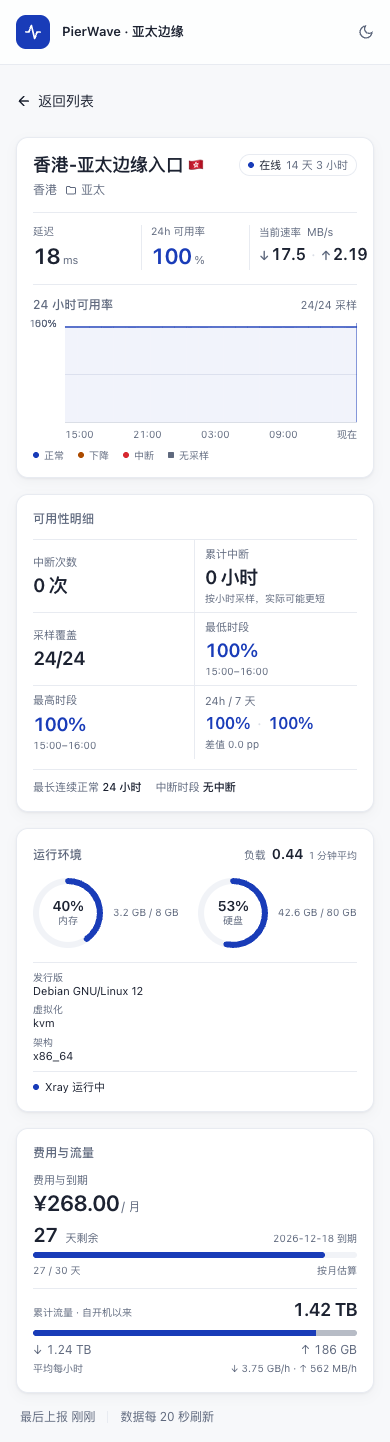 PierWave · 亚太边缘
← 返回列表
香港-亚太边缘入口 🇭🇰
在线 14 天 3 小时
香港 亚太
延迟
18 ms
24h 可用率
100 %
当前速率 MB/s
↓ 17.5 · ↑ 2.19
24 小时可用率
24/24 采样
100%
15:00 21:00 03:00 09:00 现在
正常 下降 中断 无采样
可用性明细
中断次数
0 次
累计中断
0 小时
按小时采样，实际可能更短
采样覆盖
24/24
最低时段
100%
15:00–16:00
最高时段
100%
15:00–16:00
24h / 7 天
100% · 100%
差值 0.0 pp
最长连续正常 24 小时 中断时段 无中断
运行环境
负载 0.44 1 分钟平均
40%
内存
3.2 GB / 8 GB
53%
硬盘
42.6 GB / 80 GB
发行版
Debian GNU/Linux 12
虚拟化
kvm
架构
x86_64
Xray 运行中
费用与流量
费用与到期
¥268.00 / 月
27 天剩余
2026-12-18 到期
27 / 30 天
按月估算
累计流量 · 自开机以来
1.42 TB
↓ 1.24 TB
↑ 186 GB
平均每小时
↓ 3.75 GB/h · ↑ 562 MB/h
最后上报 刚刚 数据每 20 秒刷新